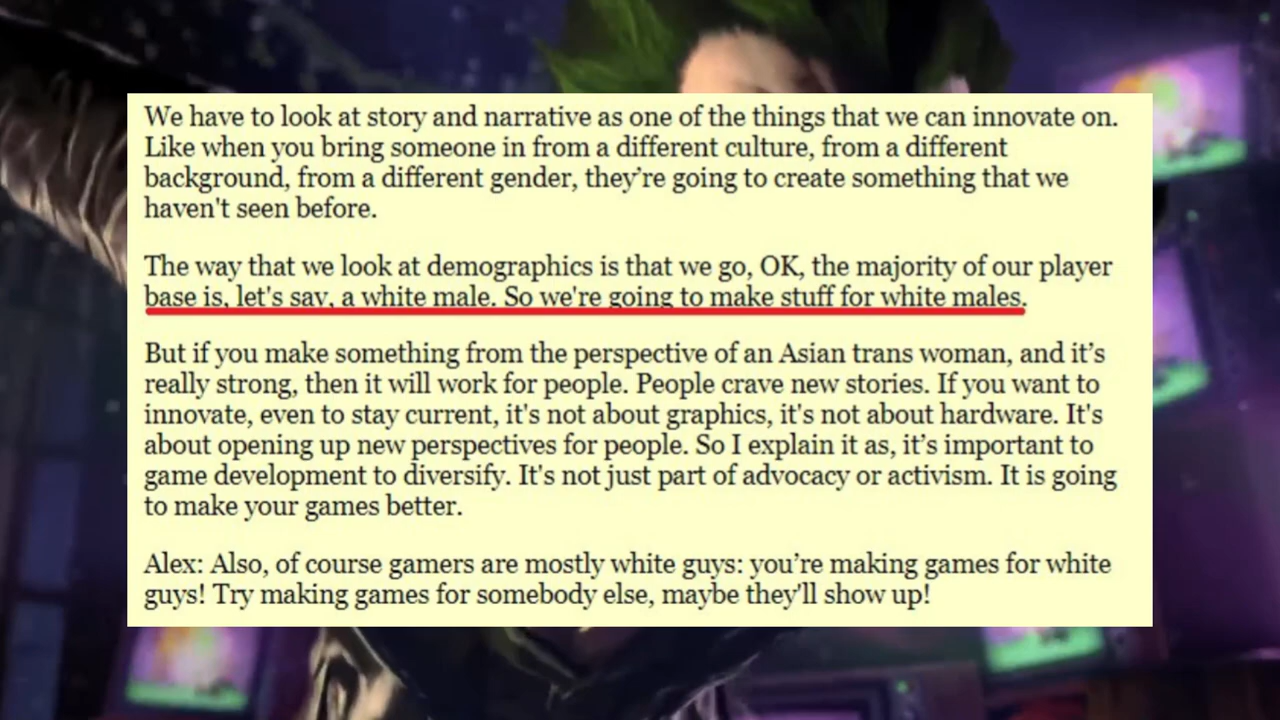 We have to look at story and narrative as one of the things that we can innovate on.
Like when you bring someone in from a different culture, from a different
background, from a different gender, they’re going to create something that we
haven't seen before.
The way that we look at demographics is that we go, OK, the majority of our player
base is, let's say, a white male. So we're going to make stuff for white males.
But if you make something from the perspective of an Asian trans woman, and it’s
really strong, then it will work for people. People crave new stories. If you want to
innovate, even to stay current, it's not about graphics, it's not about hardware. It's
about opening up new perspectives for people. So I explain it as, it’s important to
game development to diversify. It's not just part of advocacy or activism. It is going
to make your games better.
Alex: Also, of course gamers are mostly white guys: you’re making games for white
guys! Try making games for somebody else, maybe they'll show up!